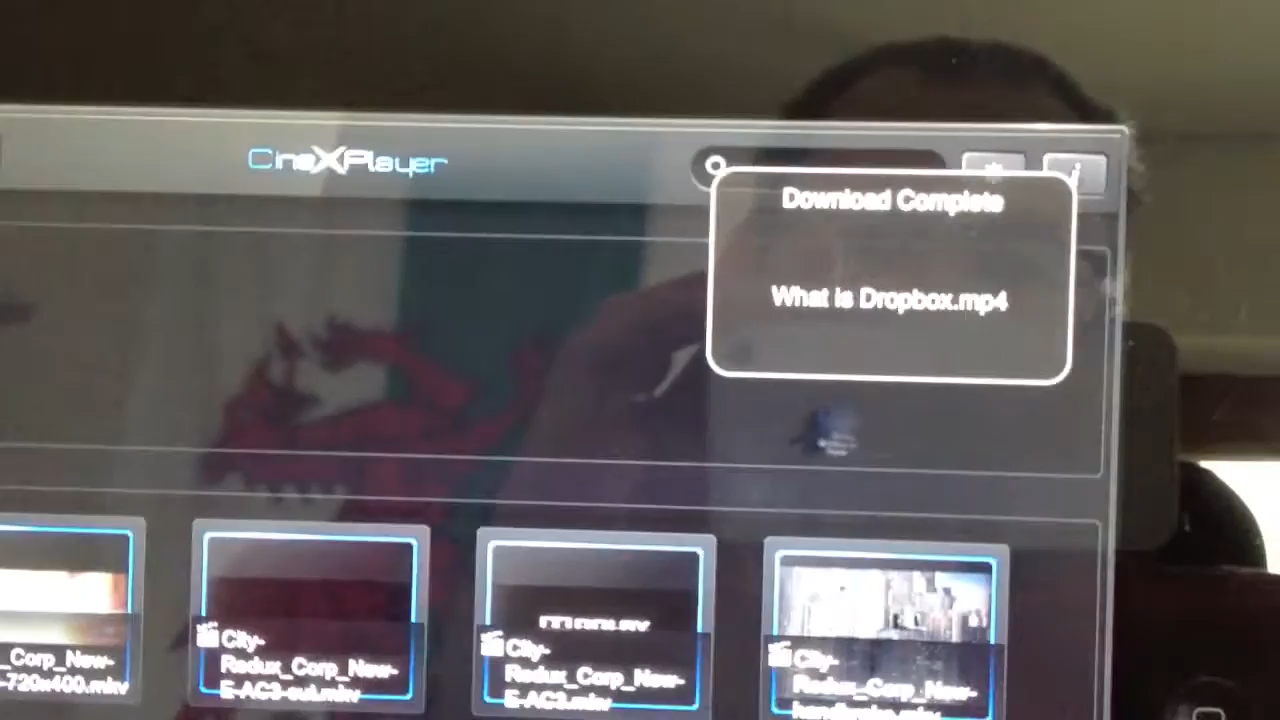 CineXPlayer
Download Complete
What is Dropbox.mp4
_Corp_New-
-720x400.mkv
City-
Redux_Corp_New-
E-AC3-sub.mkv
City-
Redux_Corp_New-
E-AC3.mkv
City-
Redux_Corp_New-